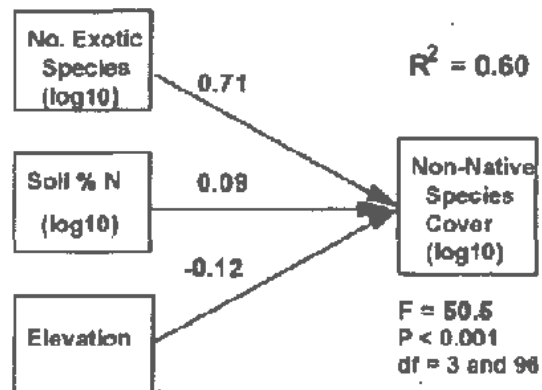 No. Exotic
Species
(log10)
0.71
R² = 0.60
Soil % N
(log10)
0.09
Non-Native
Species
Cover
(log10)
-0.12
Elevation
F = 50.5
P < 0.001
df = 3 and 96